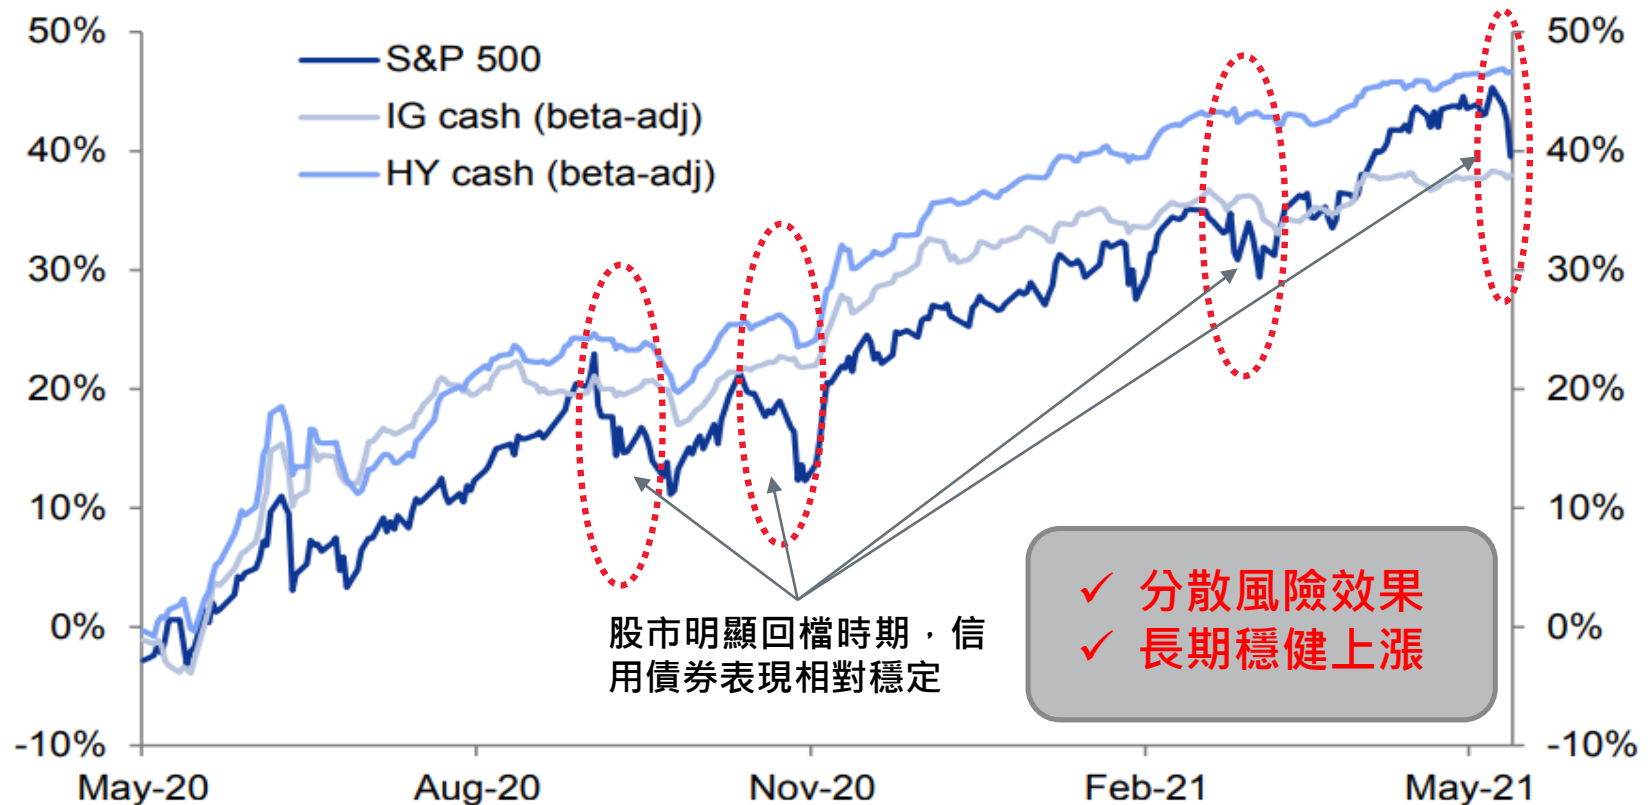 50%
40%
30%
20%
10%
0%
-10%
S&P 500
IG cash (beta-adj)
HY cash (beta-adj)
50%
40%
30%
20%
10%
0%
-10%
股市明顯回檔時期，信
用債券表現相對穩定
✓ 分散風險效果
✓ 長期穩健上漲
May-20 Aug-20 Nov-20 Feb-21 May-21